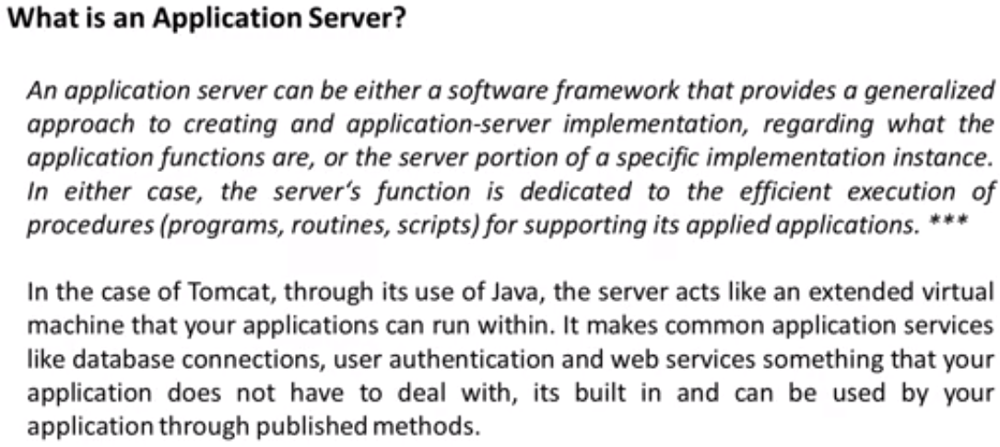 What is an Application Server?
An application server can be either a software framework that provides a generalized
approach to creating and application-server implementation, regarding what the
application functions are, or the server portion of a specific implementation instance.
In either case, the server‘s function is dedicated to the efficient execution of
procedures (programs, routines, scripts) for supporting its applied applications. ***
In the case of Tomcat, through its use of Java, the server acts like an extended virtual
machine that your applications can run within. It makes common application services
like database connections, user authentication and web services something that your
application does not have to deal with, its built in and can be used by your
application through published methods.